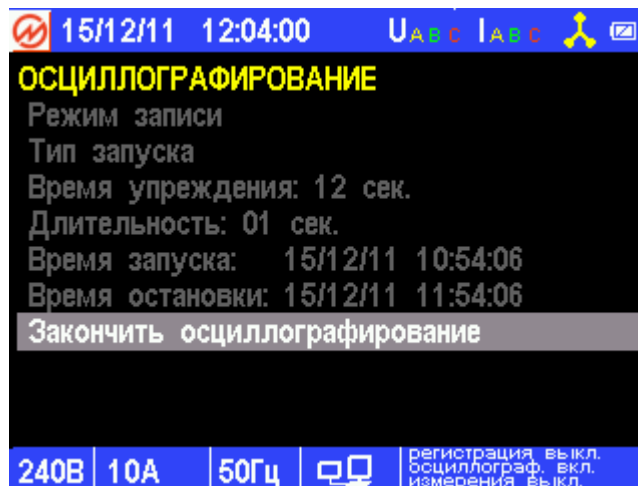 15/12/11 12:04:00 UABC IABC
ОСЦИЛЛОГРАФИРОВАНИЕ
Режим записи
Тип запуска
Время упреждения: 12 сек.
Длительность: 01 сек.
Время запуска: 15/12/11 10:54:06
Время остановки: 15/12/11 11:54:06
Закончить осциллографирование
240В 10А 50Гц
регистрация выкл.
осциллограф. вкл.
измерения выкл.